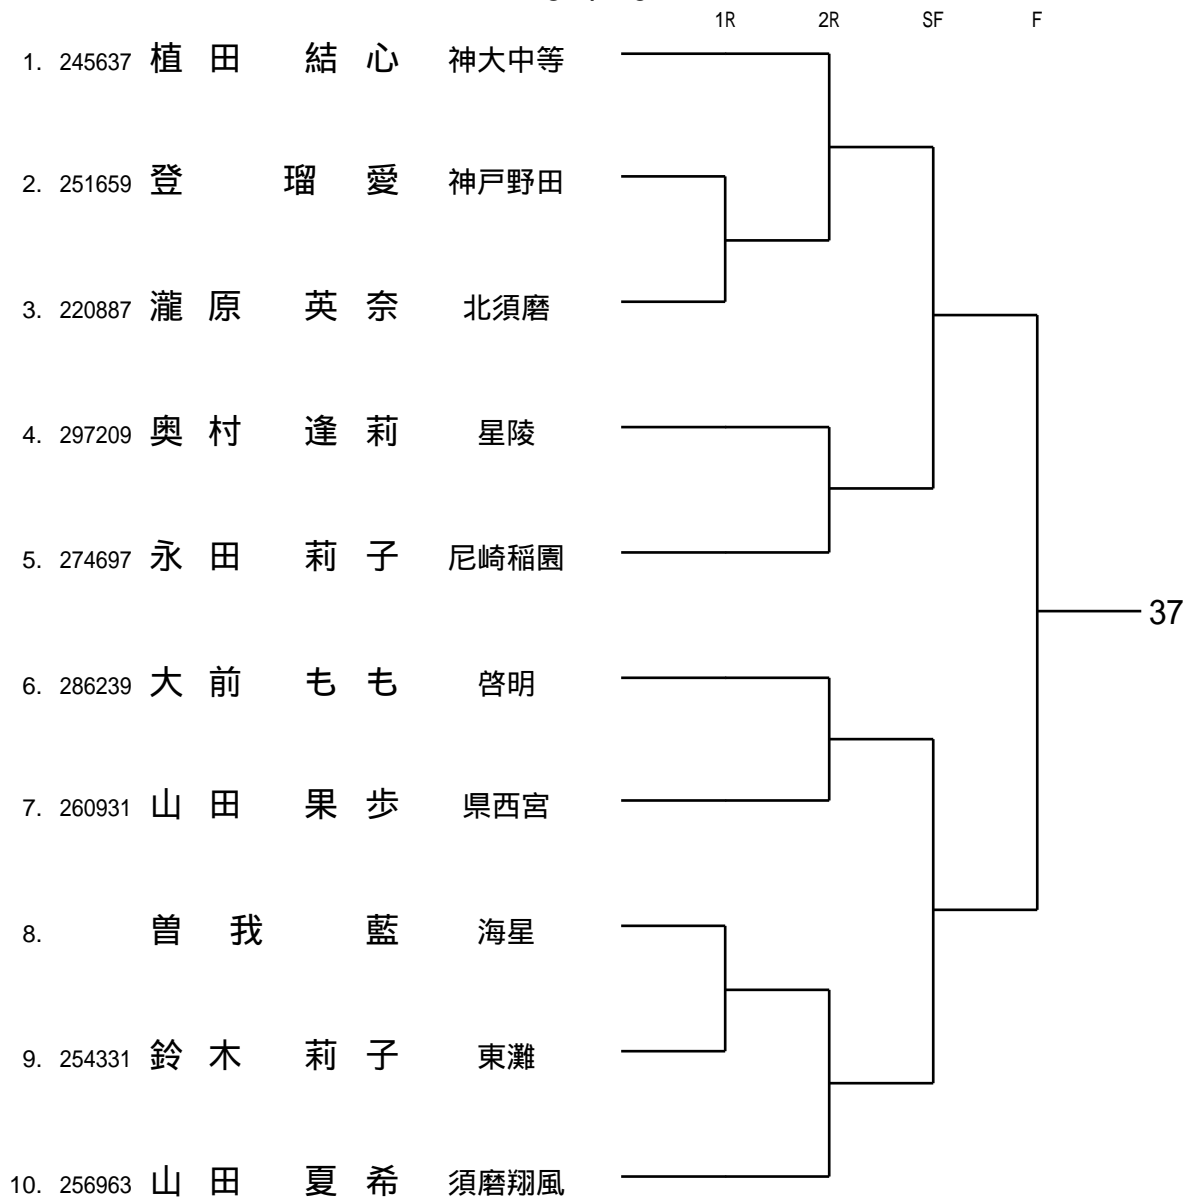 1R 2R SF F
1. 245637 植田 結心 神大中等
2. 251659 登 瑠愛 神戸野田
3. 220887 瀧原 英奈 北須磨
4. 297209 奥村 逢莉 星陵
5. 274697 永田 莉子 尼崎稲園
37
6. 286239 大前 もも 啓明
7. 260931 山田 果歩 県西宮
8. 曽我 藍 海星
9. 254331 鈴木 莉子 東灘
10. 256963 山田 夏希 須磨翔風